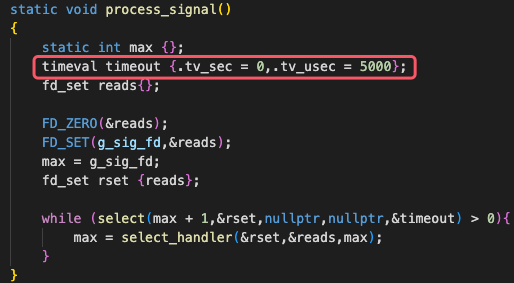 static void process_signal()
{
    static int max {};
    timeval timeout {.tv_sec = 0,.tv_usec = 5000};
    fd_set reads{};
    FD_ZERO(&reads);
    FD_SET(g_sig_fd,&reads);
    max = g_sig_fd;
    fd_set rset {reads};
    while (select(max + 1,&rset,nullptr,nullptr,&timeout) > 0){
        max = select_handler(&rset,&reads,max);
    }
}